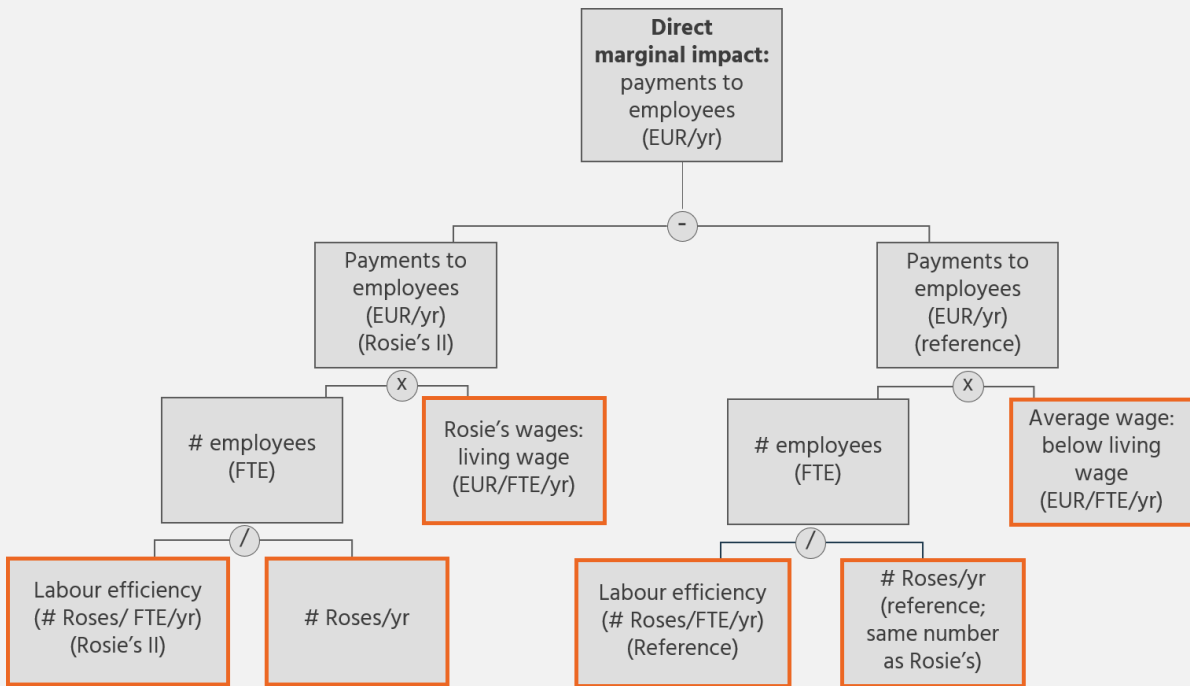 Direct
marginal impact:
payments to
employees
(EUR/yr)
-
Payments to
employees
(EUR/yr)
(Rosie’s II)
Payments to
employees
(EUR/yr)
(reference)
x
x
# employees
(FTE)
Rosie’s wages:
living wage
(EUR/FTE/yr)
# employees
(FTE)
Average wage:
below living
wage
(EUR/FTE/yr)
/
/
Labour efficiency
(# Roses/ FTE/yr)
(Rosie’s II)
# Roses/yr
Labour efficiency
(# Roses/FTE/yr)
(Reference)
# Roses/yr
(reference;
same number
as Rosie’s)